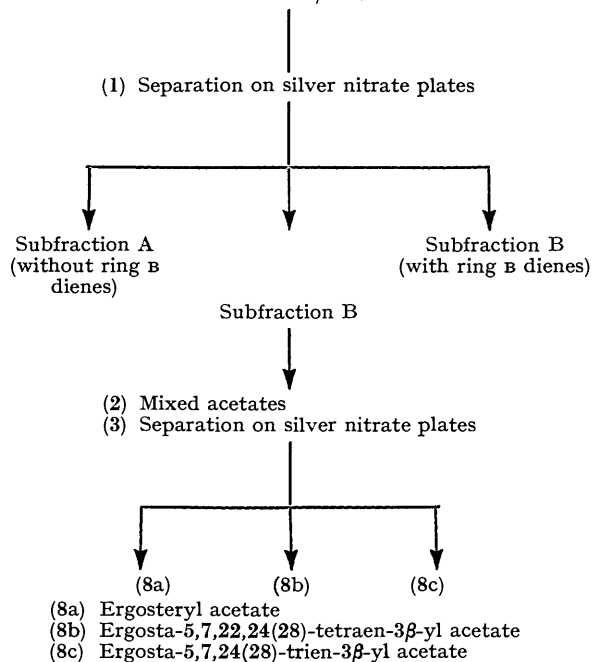 (1) Separation on silver nitrate plates
Subfraction A
(without ring B
dienes)
Subfraction B
(with ring B dienes)
Subfraction B
(2) Mixed acetates
(3) Separation on silver nitrate plates
(8a) (8b) (8c)
(8a) Ergosteryl acetate
(8b) Ergosta-5,7,22,24(28)-tetraen-3β-yl acetate
(8c) Ergosta-5,7,24(28)-trien-3β-yl acetate